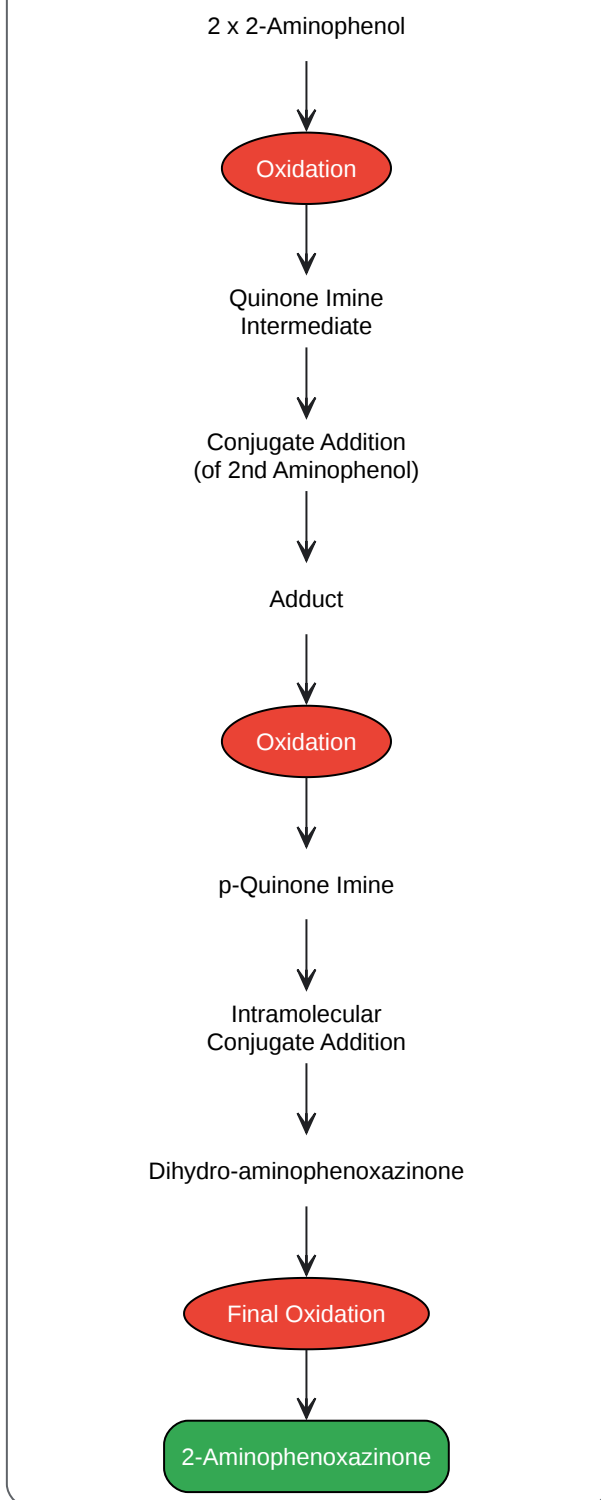 2 x 2-Aminophenol
Oxidation
Quinone Imine
Intermediate
Conjugate Addition
(of 2nd Aminophenol)
Adduct
Oxidation
p-Quinone Imine
Intramolecular
Conjugate Addition
Dihydro-aminophenoxazinone
Final Oxidation
2-Aminophenoxazinone